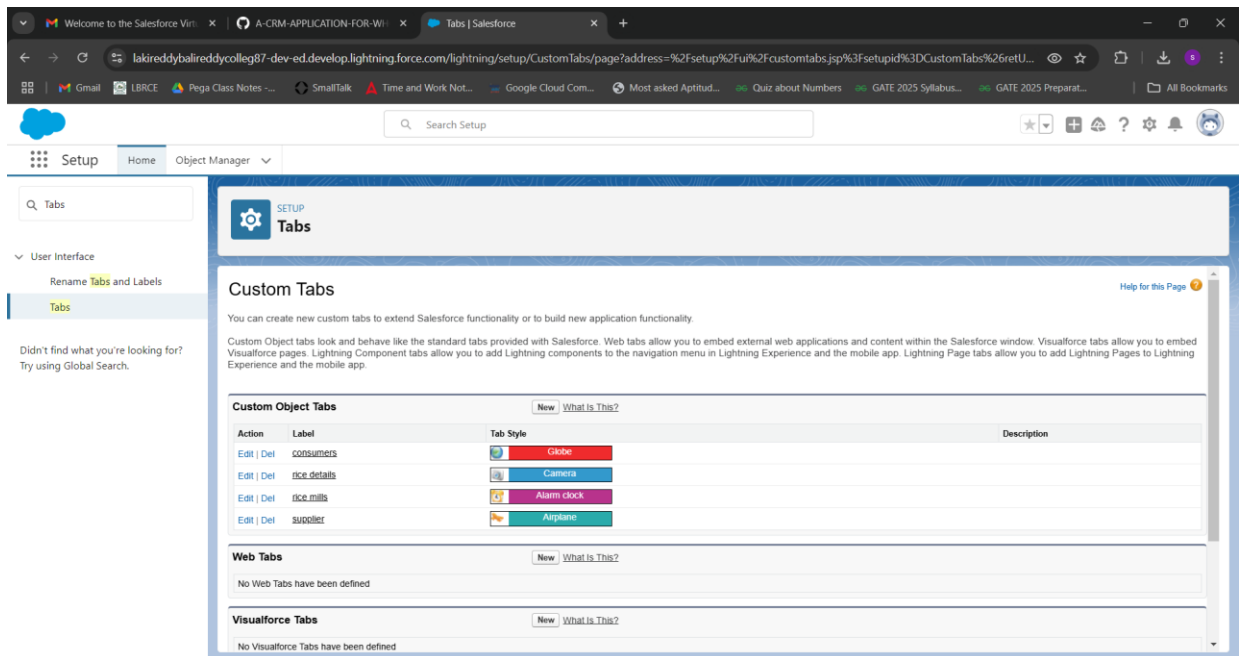 Welcome to the Salesforce Virtu
A-CRM-APPLICATION-FOR-WH
Tabs | Salesforce
lakireddybalireddycolleg87-dev-ed.develop.lightning.force.com/lightning/setup/CustomTabs/page?address=%2Fsetup%2Fui%2Fcustomtabs.jsp%3Fsetupid%3DCustomTabs%26retU...
S
Gmail
LBRCE
Pega Class Notes -...
SmallTalk
Time and Work Not...
Google Cloud Com...
Most asked Aptitud...
Quiz about Numbers
GATE 2025 Syllabus...
GATE 2025 Preparat...
All Bookmarks
Search Setup
Setup
Home
Object Manager
Tabs
SETUP
Tabs
User Interface
Rename Tabs and Labels
Tabs
Didn't find what you're looking for?
Try using Global Search.
Custom Tabs
Help for this Page
You can create new custom tabs to extend Salesforce functionality or to build new application functionality.
Custom Object tabs look and behave like the standard tabs provided with Salesforce. Web tabs allow you to embed external web applications and content within the Salesforce window. Visualforce tabs allow you to embed
Visualforce pages. Lightning Component tabs allow you to add Lightning components to the navigation menu in Lightning Experience and the mobile app. Lightning Page tabs allow you to add Lightning Pages to Lightning
Experience and the mobile app.
Custom Object Tabs New What Is This?
Action Label Tab Style Description
Edit | Del consumers Globe
Edit | Del rice details Camera
Edit | Del rice mills Alarm clock
Edit | Del supplier Airplane
Web Tabs New What Is This?
No Web Tabs have been defined
Visualforce Tabs New What Is This?
No Visualforce Tabs have been defined